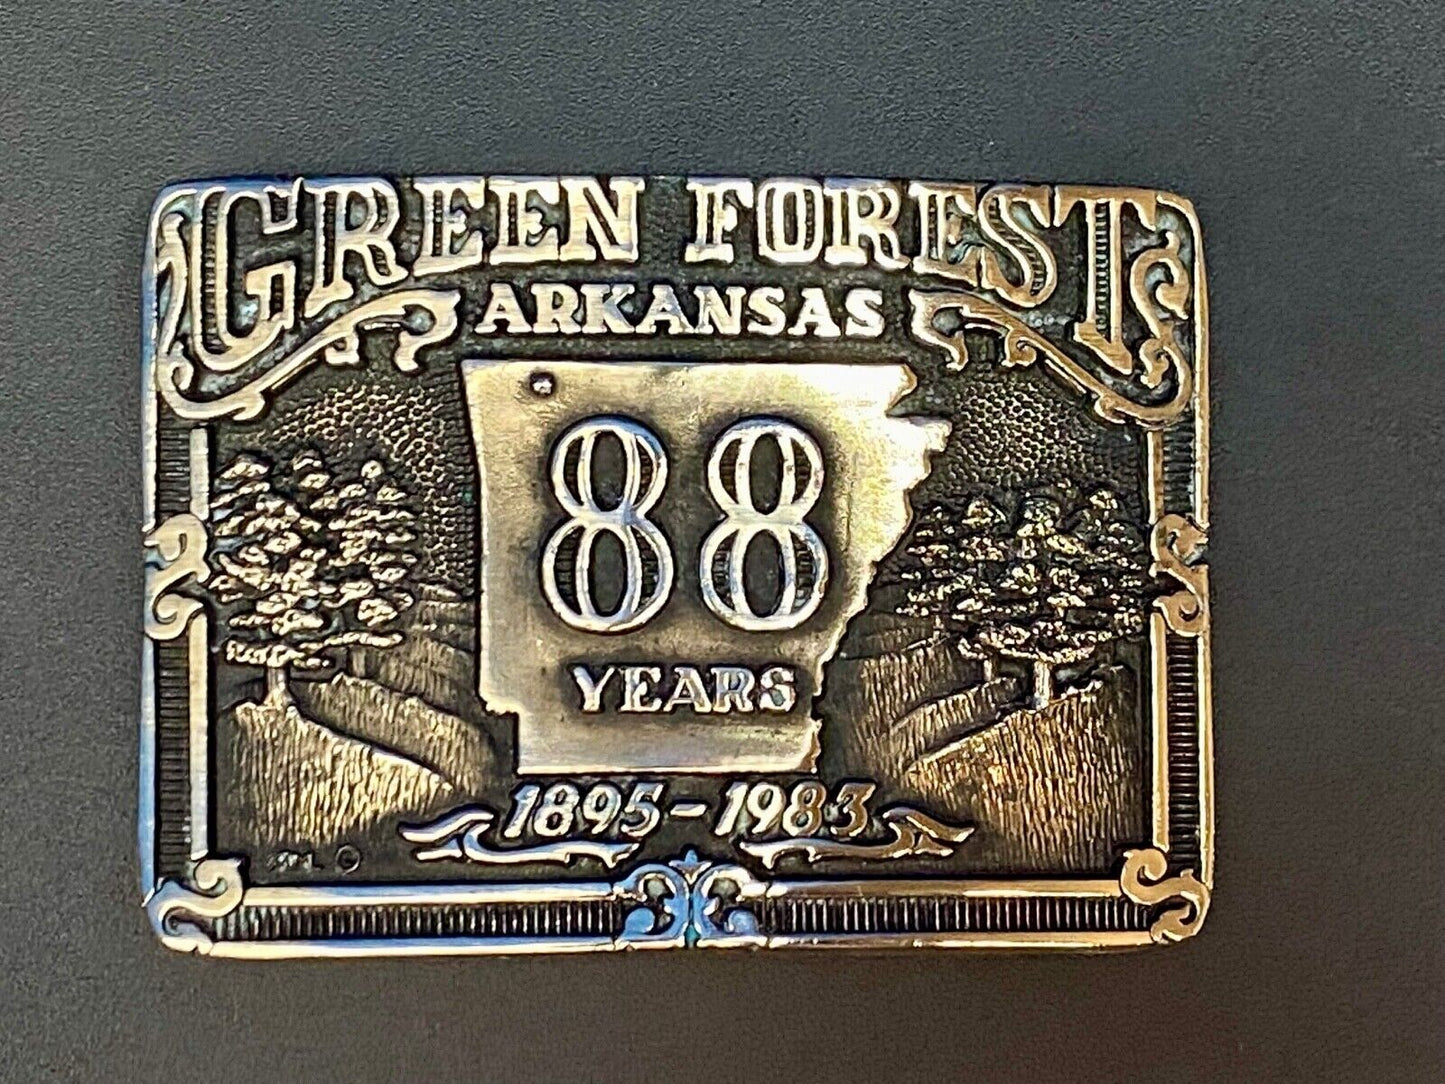 GREEN FOREST
ARKANSAS
88
YEARS
1895-1983